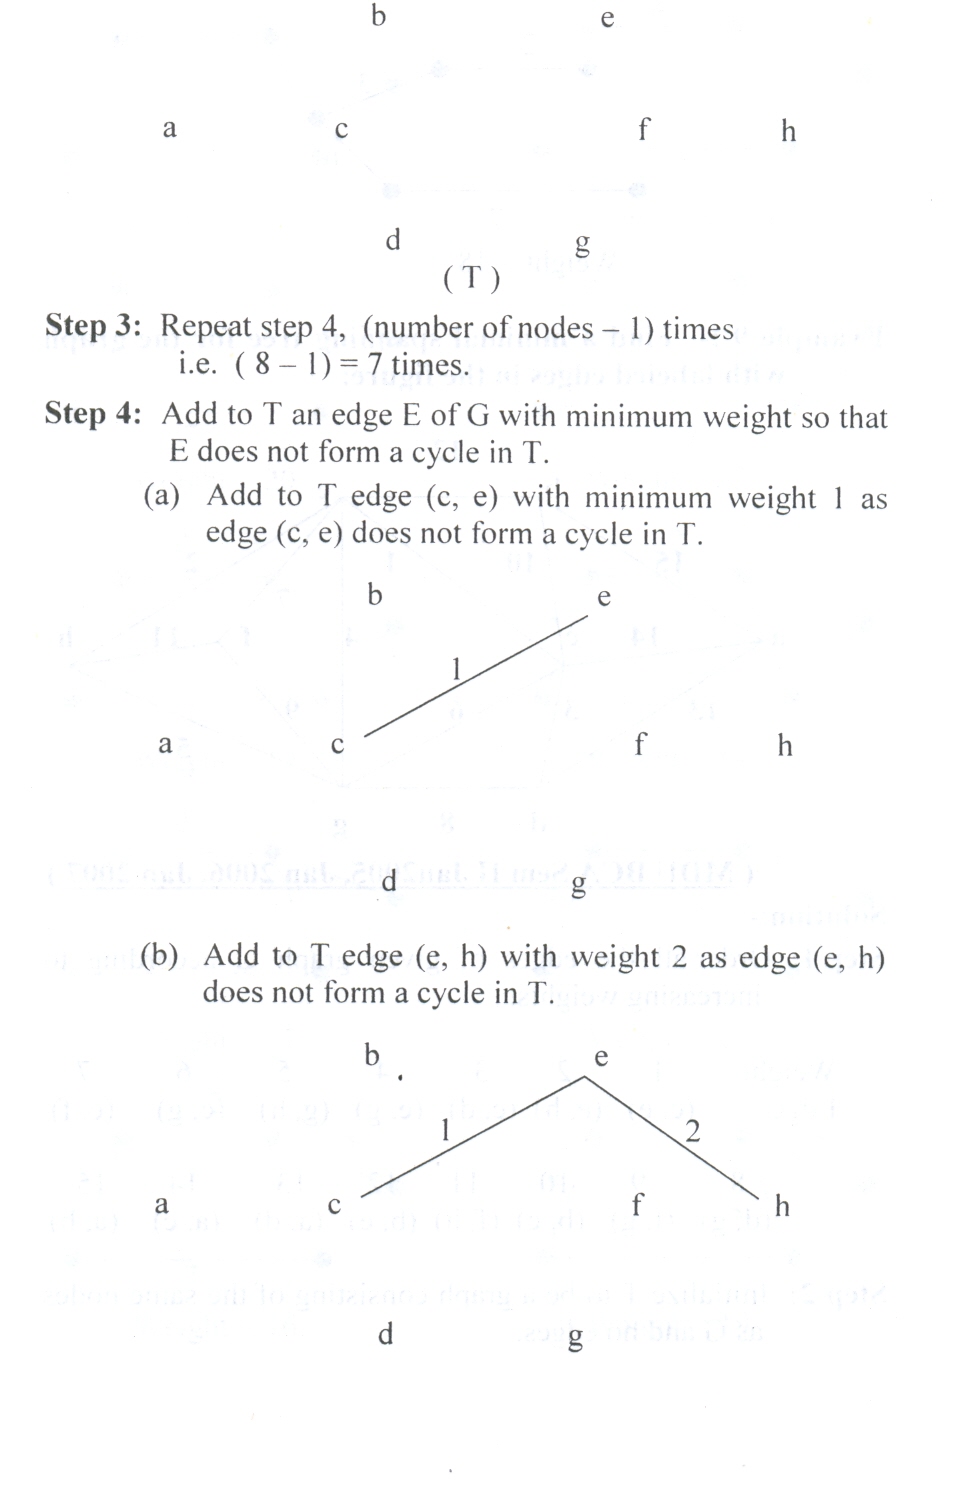 b e
a c f h
d g
( T )
Step 3: Repeat step 4, (number of nodes – 1) times
i.e. ( 8 – 1) = 7 times.
Step 4: Add to T an edge E of G with minimum weight so that
E does not form a cycle in T.
(a) Add to T edge (c, e) with minimum weight 1 as
edge (c, e) does not form a cycle in T.
b e
1
a c f h
d g
(b) Add to T edge (e, h) with weight 2 as edge (e, h)
does not form a cycle in T.
b e
1 2
a c f h
d g